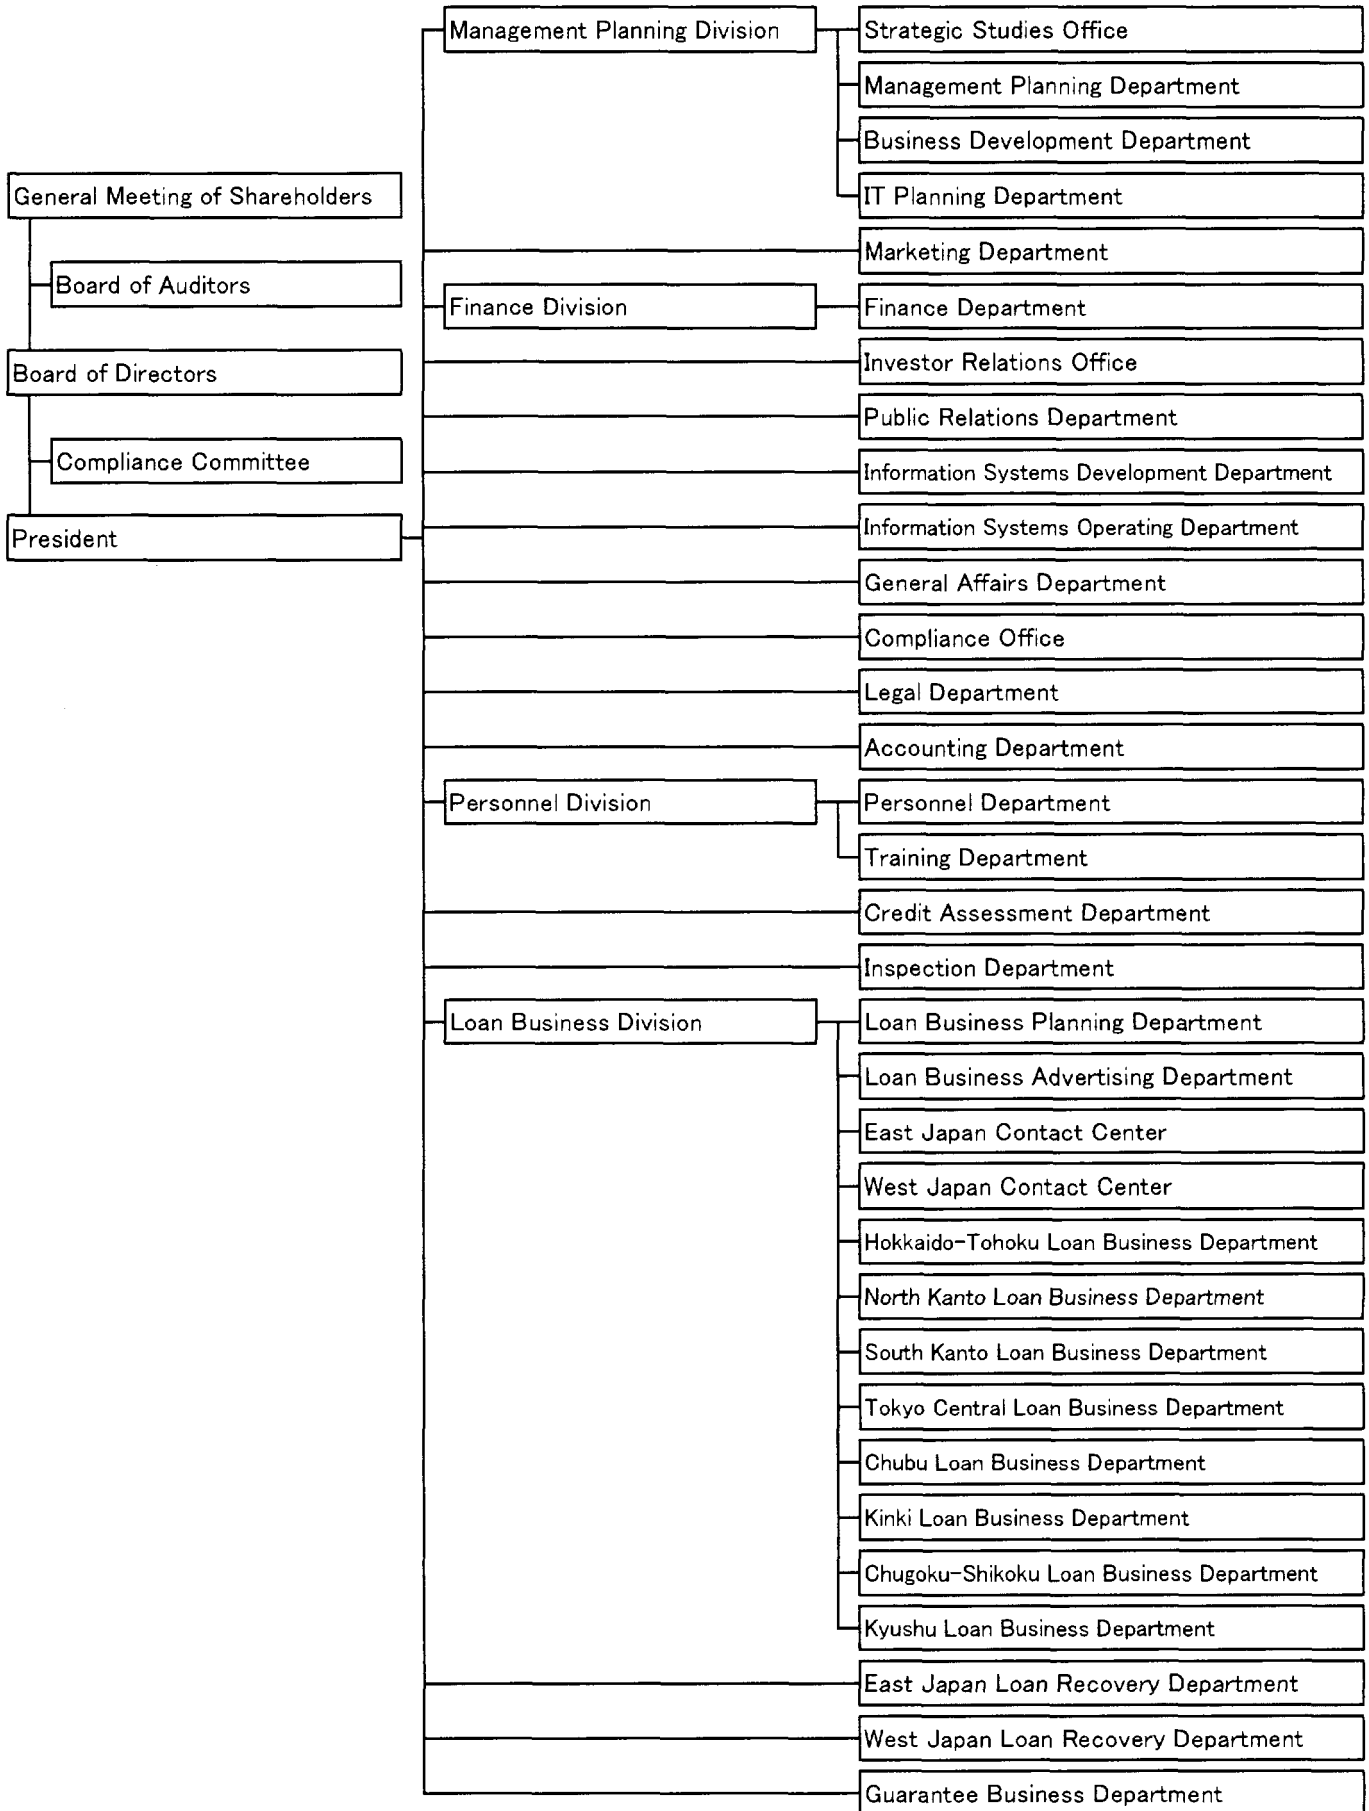 General Meeting of Shareholders
Board of Auditors
Board of Directors
Compliance Committee
President
Management Planning Division
Strategic Studies Office
Management Planning Department
Business Development Department
IT Planning Department
Marketing Department
Finance Division
Finance Department
Investor Relations Office
Public Relations Department
Information Systems Development Department
Information Systems Operating Department
General Affairs Department
Compliance Office
Legal Department
Accounting Department
Personnel Division
Personnel Department
Training Department
Credit Assessment Department
Inspection Department
Loan Business Division
Loan Business Planning Department
Loan Business Advertising Department
East Japan Contact Center
West Japan Contact Center
Hokkaido-Tohoku Loan Business Department
North Kanto Loan Business Department
South Kanto Loan Business Department
Tokyo Central Loan Business Department
Chubu Loan Business Department
Kinki Loan Business Department
Chugoku-Shikoku Loan Business Department
Kyushu Loan Business Department
East Japan Loan Recovery Department
West Japan Loan Recovery Department
Guarantee Business Department